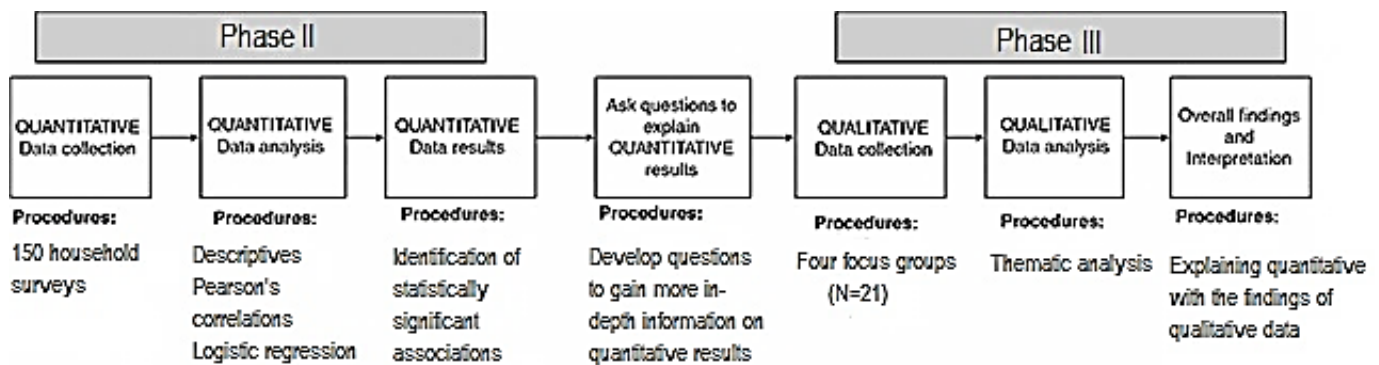 Phase II
Phase III
QUANTITATIVE
Data collection
QUANTITATIVE
Data analysis
QUANTITATIVE
Data results
Ask questions to
explain
QUANTITATIVE
results
QUALITATIVE
Data collection
QUALITATIVE
Data analysis
Overall findings
and
Interpretation
Procedures:
150 household
surveys
Procedures:
Descriptives
Pearson's
correlations
Logistic regression
Procedures:
Identification of
statistically
significant
associations
Procedures:
Develop questions
to gain more in-
depth information on
quantitative results
Procedures:
Four focus groups
(N=21)
Procedures:
Thematic analysis
Procedures:
Explaining quantitative
with the findings of
qualitative data